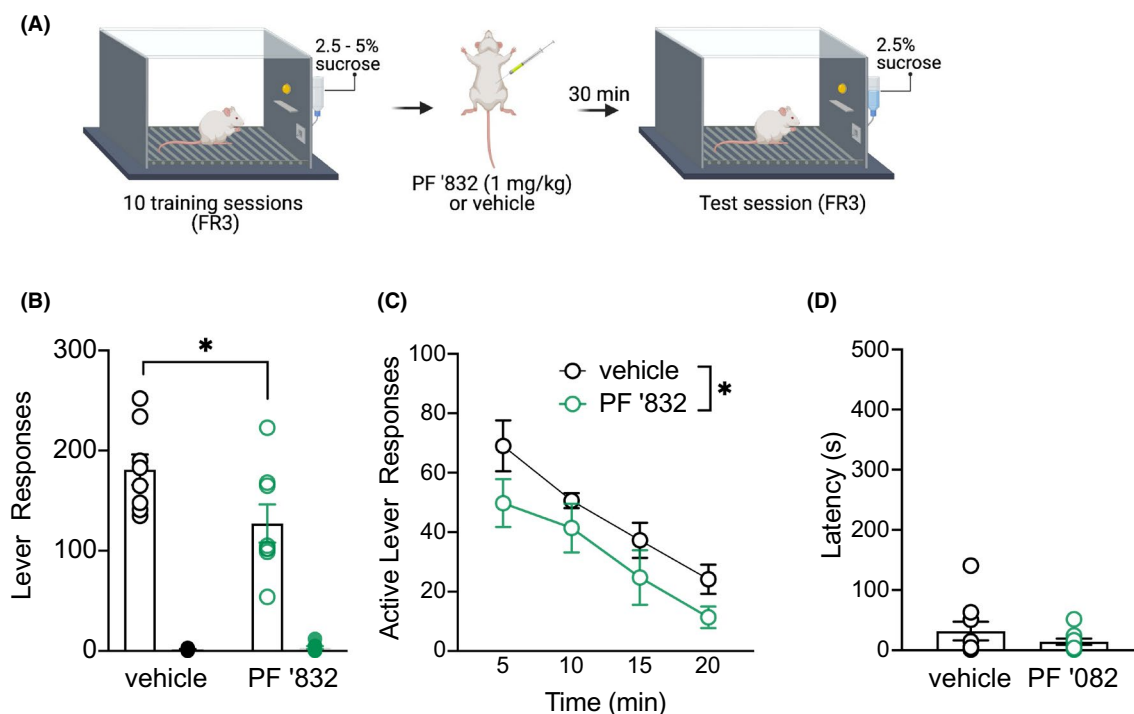 (A)
2.5 - 5%
sucrose
10 training sessions
(FR3)
PF '832 (1 mg/kg)
or vehicle
30 min
2.5%
sucrose
Test session (FR3)
(B)
Lever Responses
300
200
100
0
*
vehicle
PF '832
(C)
Active Lever Responses
100
80
60
40
20
0
vehicle
PF '832
*
5
10
15
20
Time (min)
(D)
Latency (s)
500
400
300
200
100
0
vehicle
PF '082